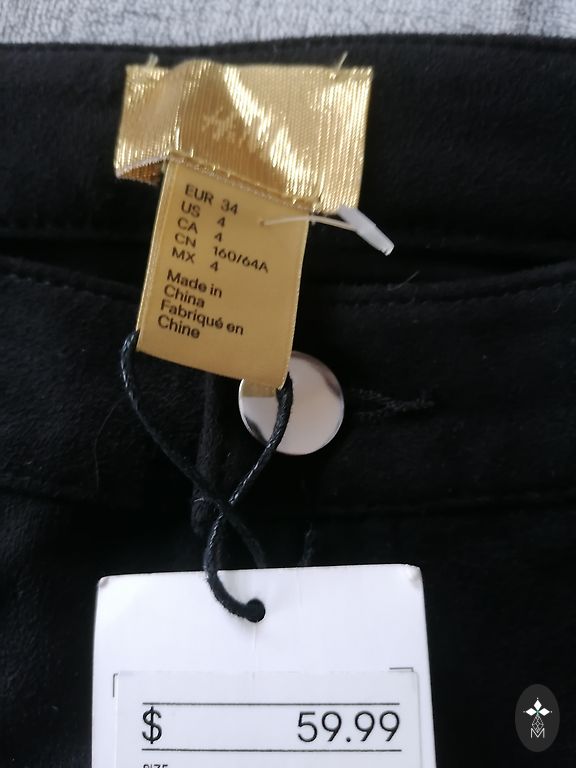 H&M
EUR 34
US 4
CA 4
CN 160/64A
MX 4
Made in
China
Fabriqué en
Chine
$ 59.99
M